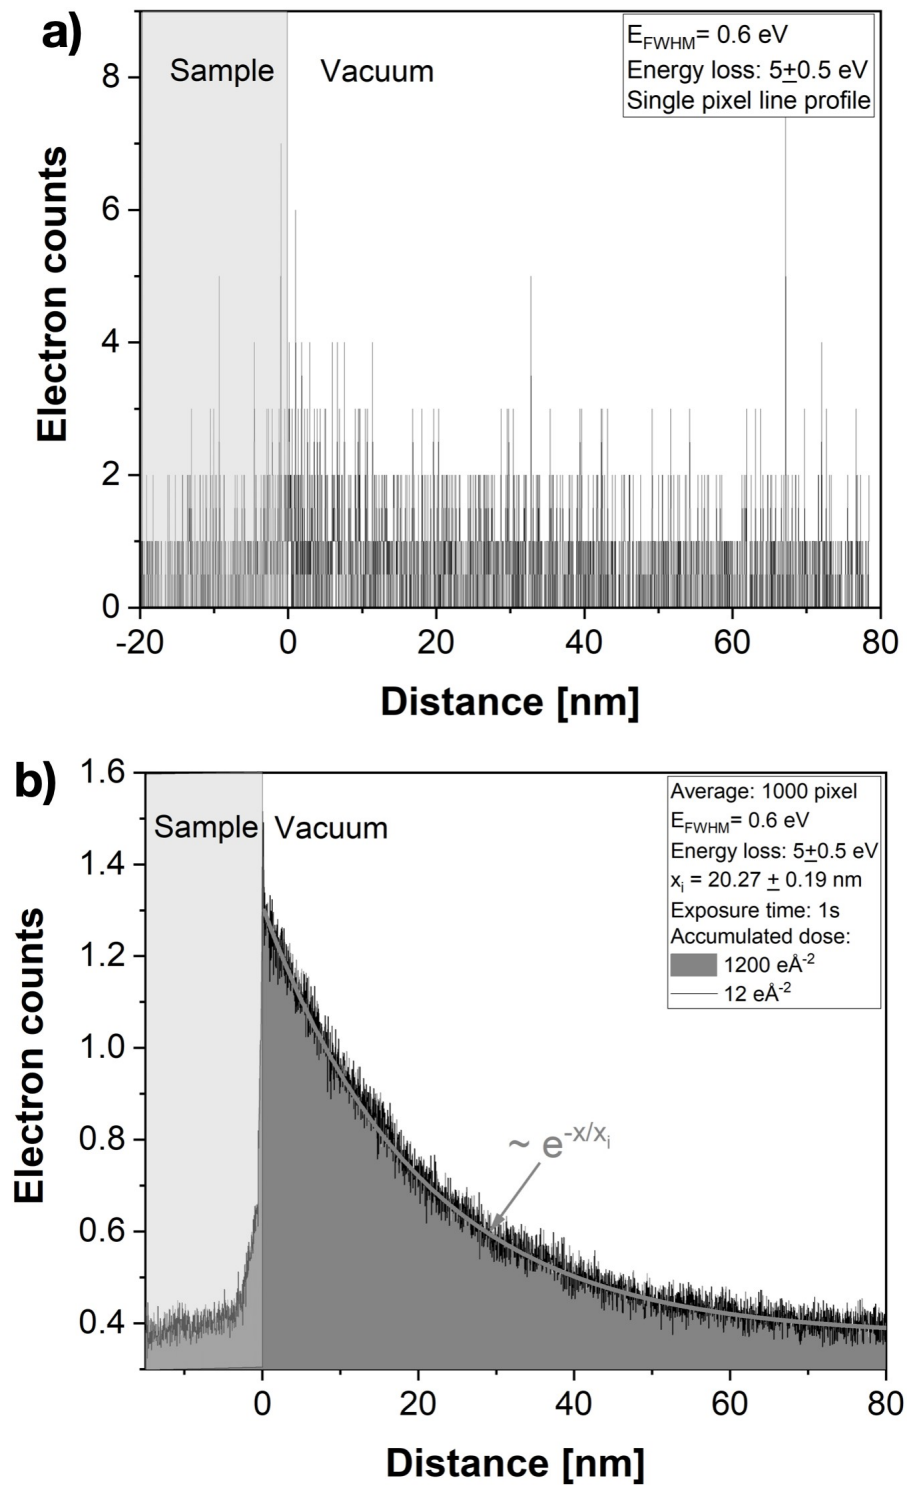 a)
Sample
Vacuum
E_FWHM= 0.6 eV
Energy loss: 5±0.5 eV
Single pixel line profile
Electron counts
8
6
4
2
0
-20
0
20
40
60
80
Distance [nm]
b)
Sample
Vacuum
Average: 1000 pixel
E_FWHM= 0.6 eV
Energy loss: 5±0.5 eV
x_i = 20.27 ± 0.19 nm
Exposure time: 1s
Accumulated dose:
1200 eÅ⁻²
12 eÅ⁻²
~ e^-x/x_i
Electron counts
1.6
1.4
1.2
1.0
0.8
0.6
0.4
0
20
40
60
80
Distance [nm]